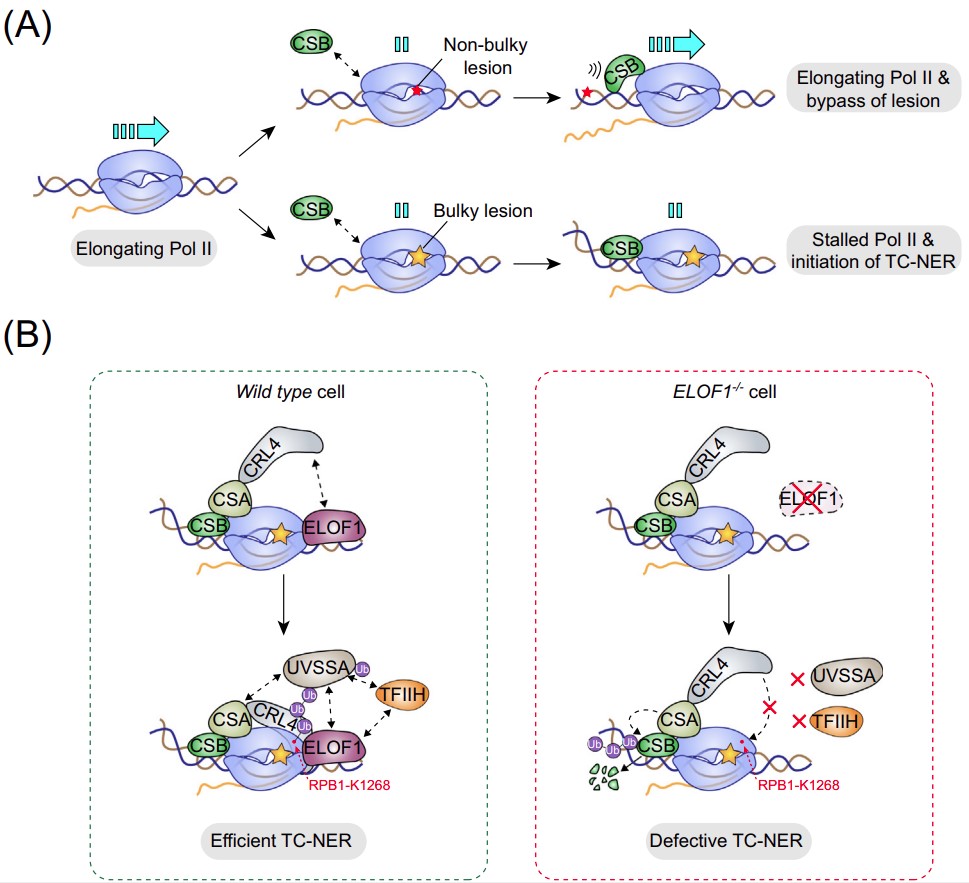 (A)
CSB
Non-bulky
lesion
CSB
Elongating Pol II &
bypass of lesion
Elongating Pol II
CSB
Bulky lesion
CSB
Stalled Pol II &
initiation of TC-NER
(B)
Wild type cell
CRL4
CSA
CSB
ELOF1
UVSSA
Ub
TFIIH
Ub
Ub
CSA
CRL4
Ub
CSB
ELOF1
RPB1-K1268
Efficient TC-NER
ELOF1-/- cell
CRL4
CSA
ELOF1
CSB
CRL4
UVSSA
CSA
TFIIH
Ub
Ub
Ub
CSB
RPB1-K1268
Defective TC-NER